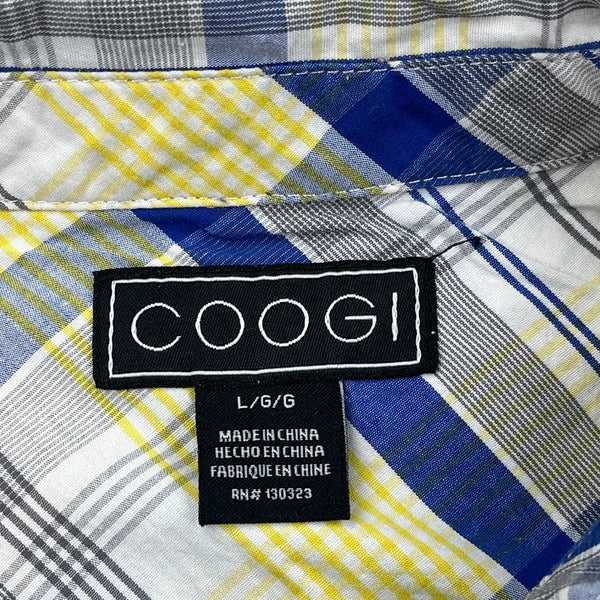 COOGI
L/G/G
MADE IN CHINA
HECHO EN CHINA
FABRIQUE EN CHINE
RN# 130323